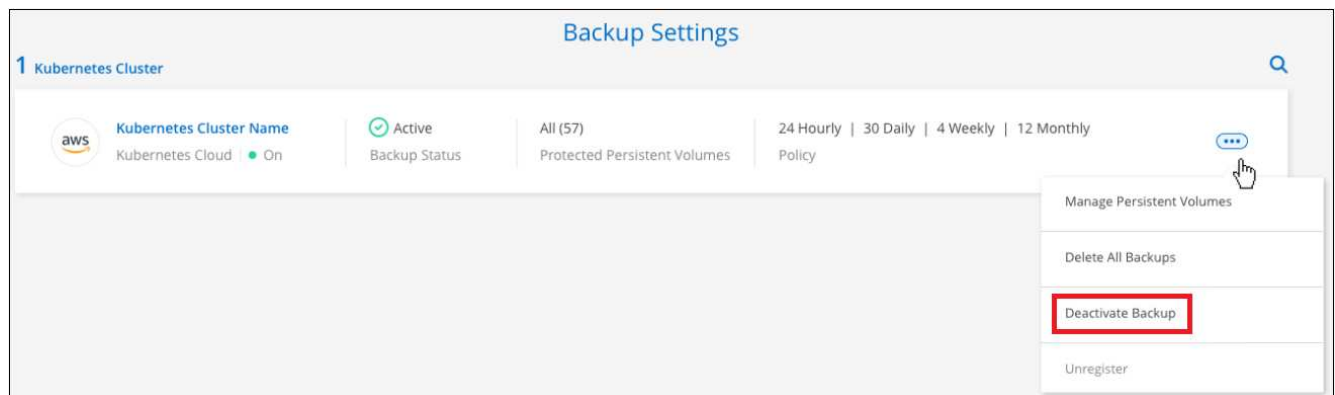 Backup Settings
1 Kubernetes Cluster
aws
Kubernetes Cluster Name
Active
All (57)
24 Hourly | 30 Daily | 4 Weekly | 12 Monthly
Kubernetes Cloud | On
Backup Status
Protected Persistent Volumes
Policy
Manage Persistent Volumes
Delete All Backups
Deactivate Backup
Unregister